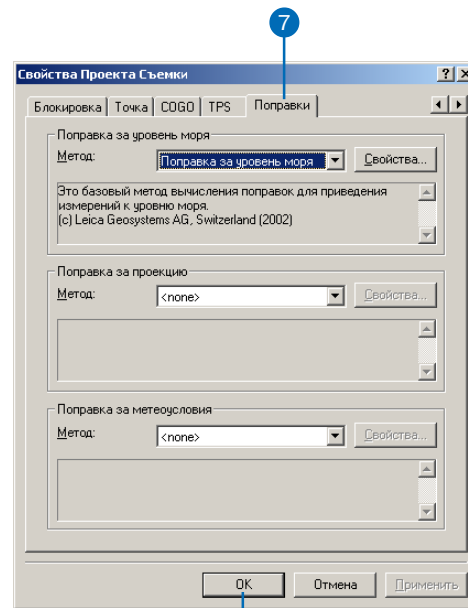 7
Свойства Проекта Съемки
Блокировка Точка COGO TPS Поправки
Поправка за уровень моря
Метод: Поправка за уровень моря Свойства...
Это базовый метод вычисления поправок для приведения
измерений к уровню моря.
(c) Leica Geosystems AG, Switzerland (2002)
Поправка за проекцию
Метод: <none> Свойства...
Поправка за метеоусловия
Метод: <none> Свойства...
OK Отмена Применить